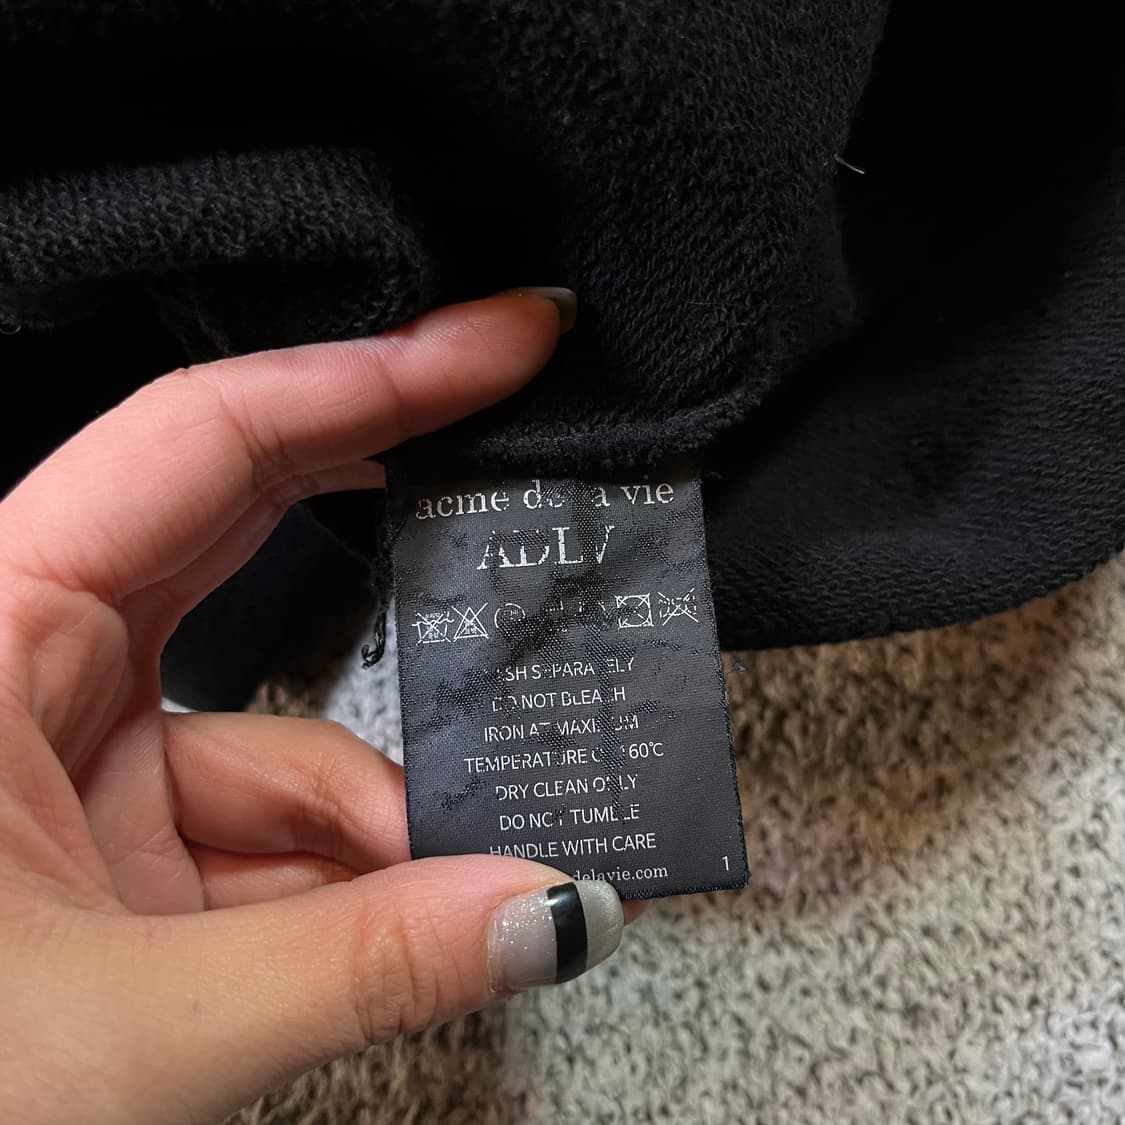 acme de la vie
ADLV
WASH SEPARATELY
DO NOT BLEACH
IRON AT MAXIMUM
TEMPERATURE OF 160℃
DRY CLEAN ONLY
DO NOT TUMBLE
HANDLE WITH CARE
delavie.com
1